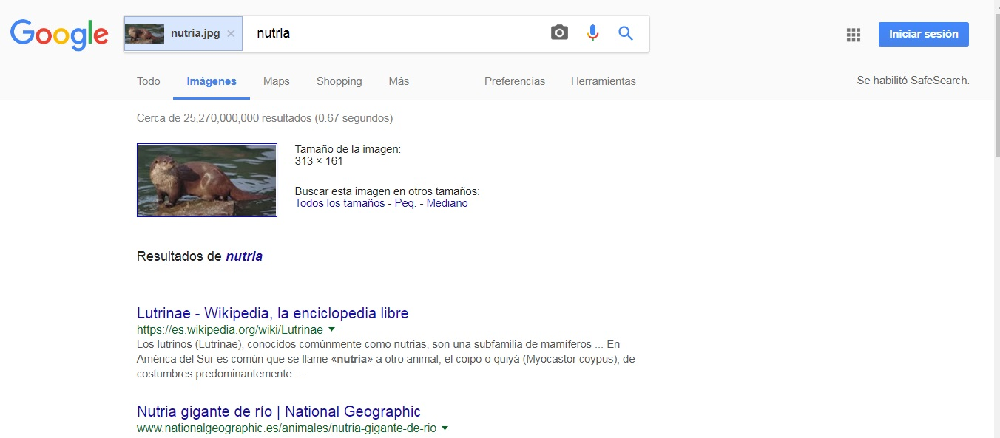 Google
nutria.jpg ×
nutria
Iniciar sesión
Todo Imágenes Maps Shopping Más Preferencias Herramientas
Se habilitó SafeSearch.
Cerca de 25,270,000,000 resultados (0.67 segundos)
Tamaño de la imagen:
313 × 161
Buscar esta imagen en otros tamaños:
Todos los tamaños - Peq. - Mediano
Resultados de nutria
Lutrinae - Wikipedia, la enciclopedia libre
https://es.wikipedia.org/wiki/Lutrinae
Los lutrinos (Lutrinae), conocidos comúnmente como nutrias, son una subfamilia de mamíferos ... En
América del Sur es común que se llame «nutria» a otro animal, el coipo o quiyá (Myocastor coypus), de
costumbres predominantemente ...
Nutria gigante de río | National Geographic
www.nationalgeographic.es/animales/nutria-gigante-de-rio